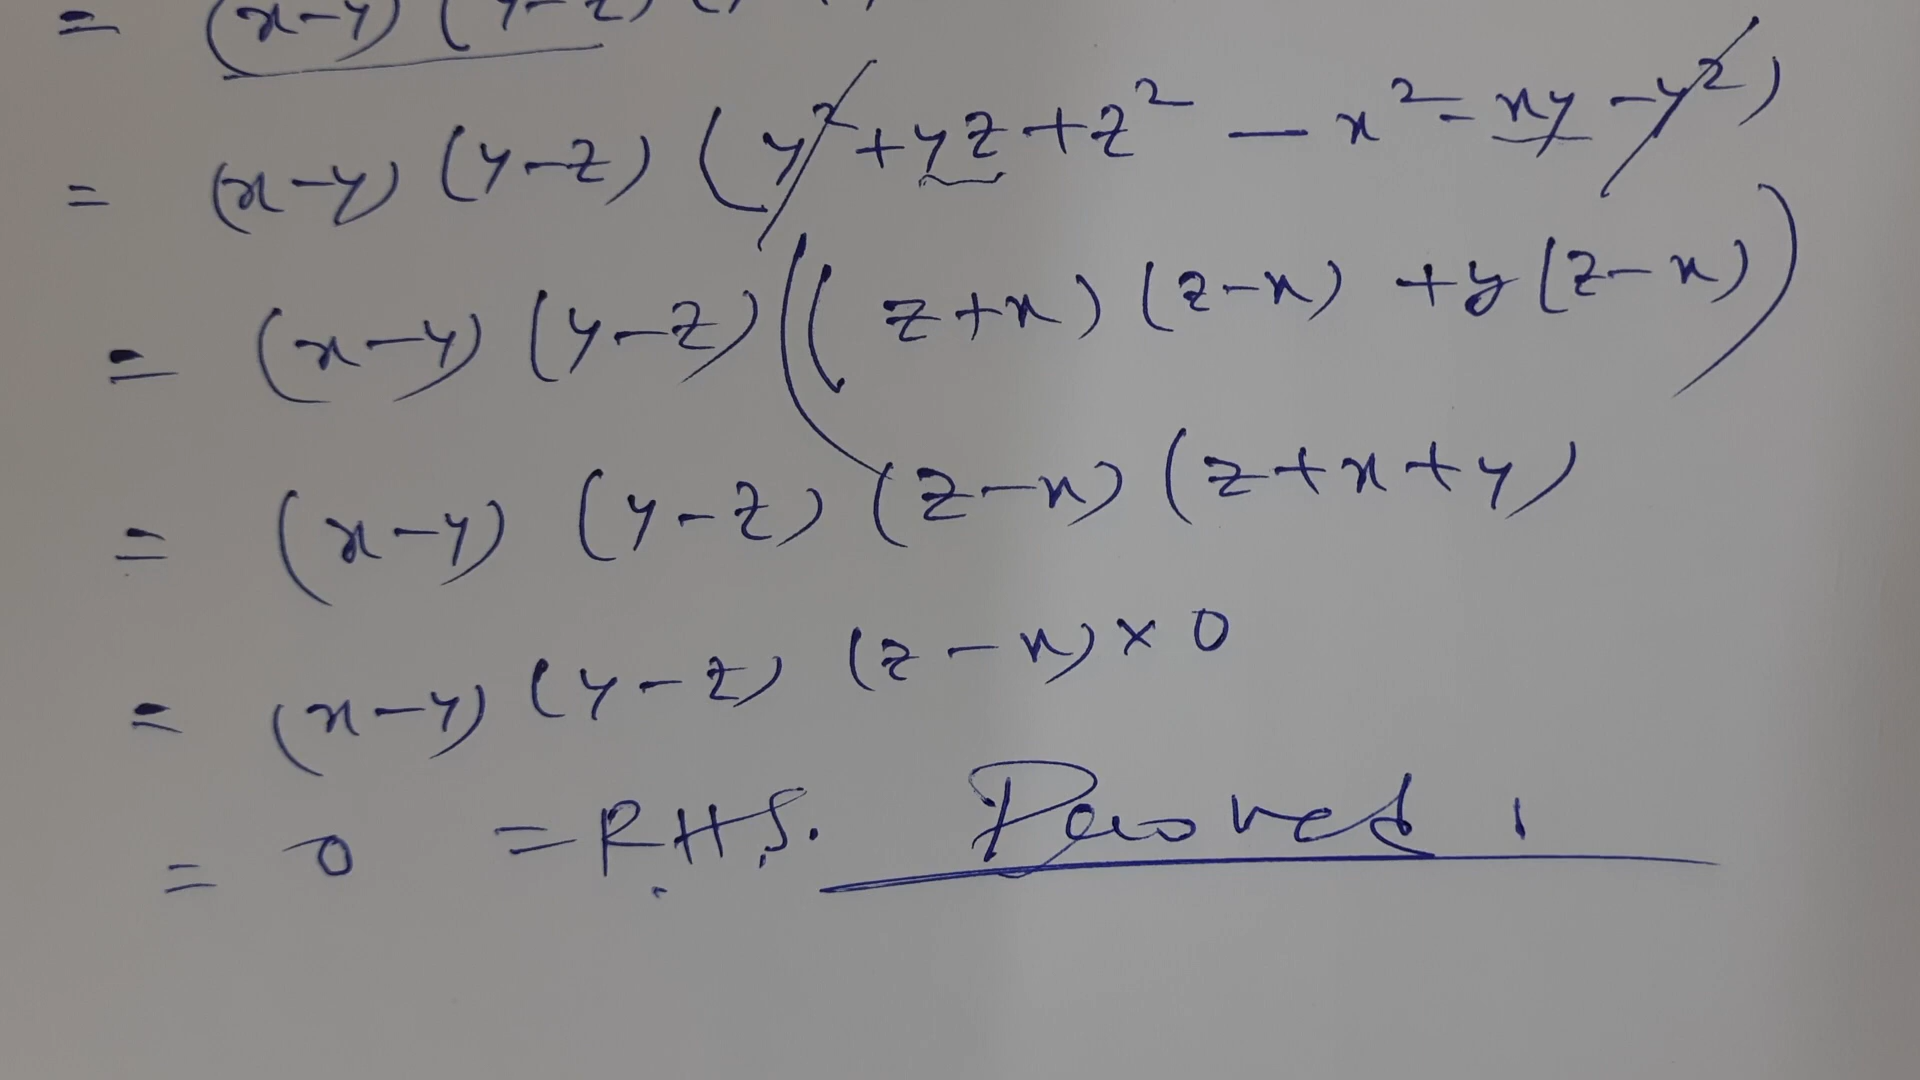 = (x-y) (y-z)
= (x-y) (y-z) (y²+yz+z² - x² - xy - y²)
= (x-y) (y-z) ((z+x) (z-x) + y (z-x))
= (x-y) (y-z) (z-x) (z+x+y)
= (x-y) (y-z) (z-x) × 0
= 0 = R.H.S. Proved.